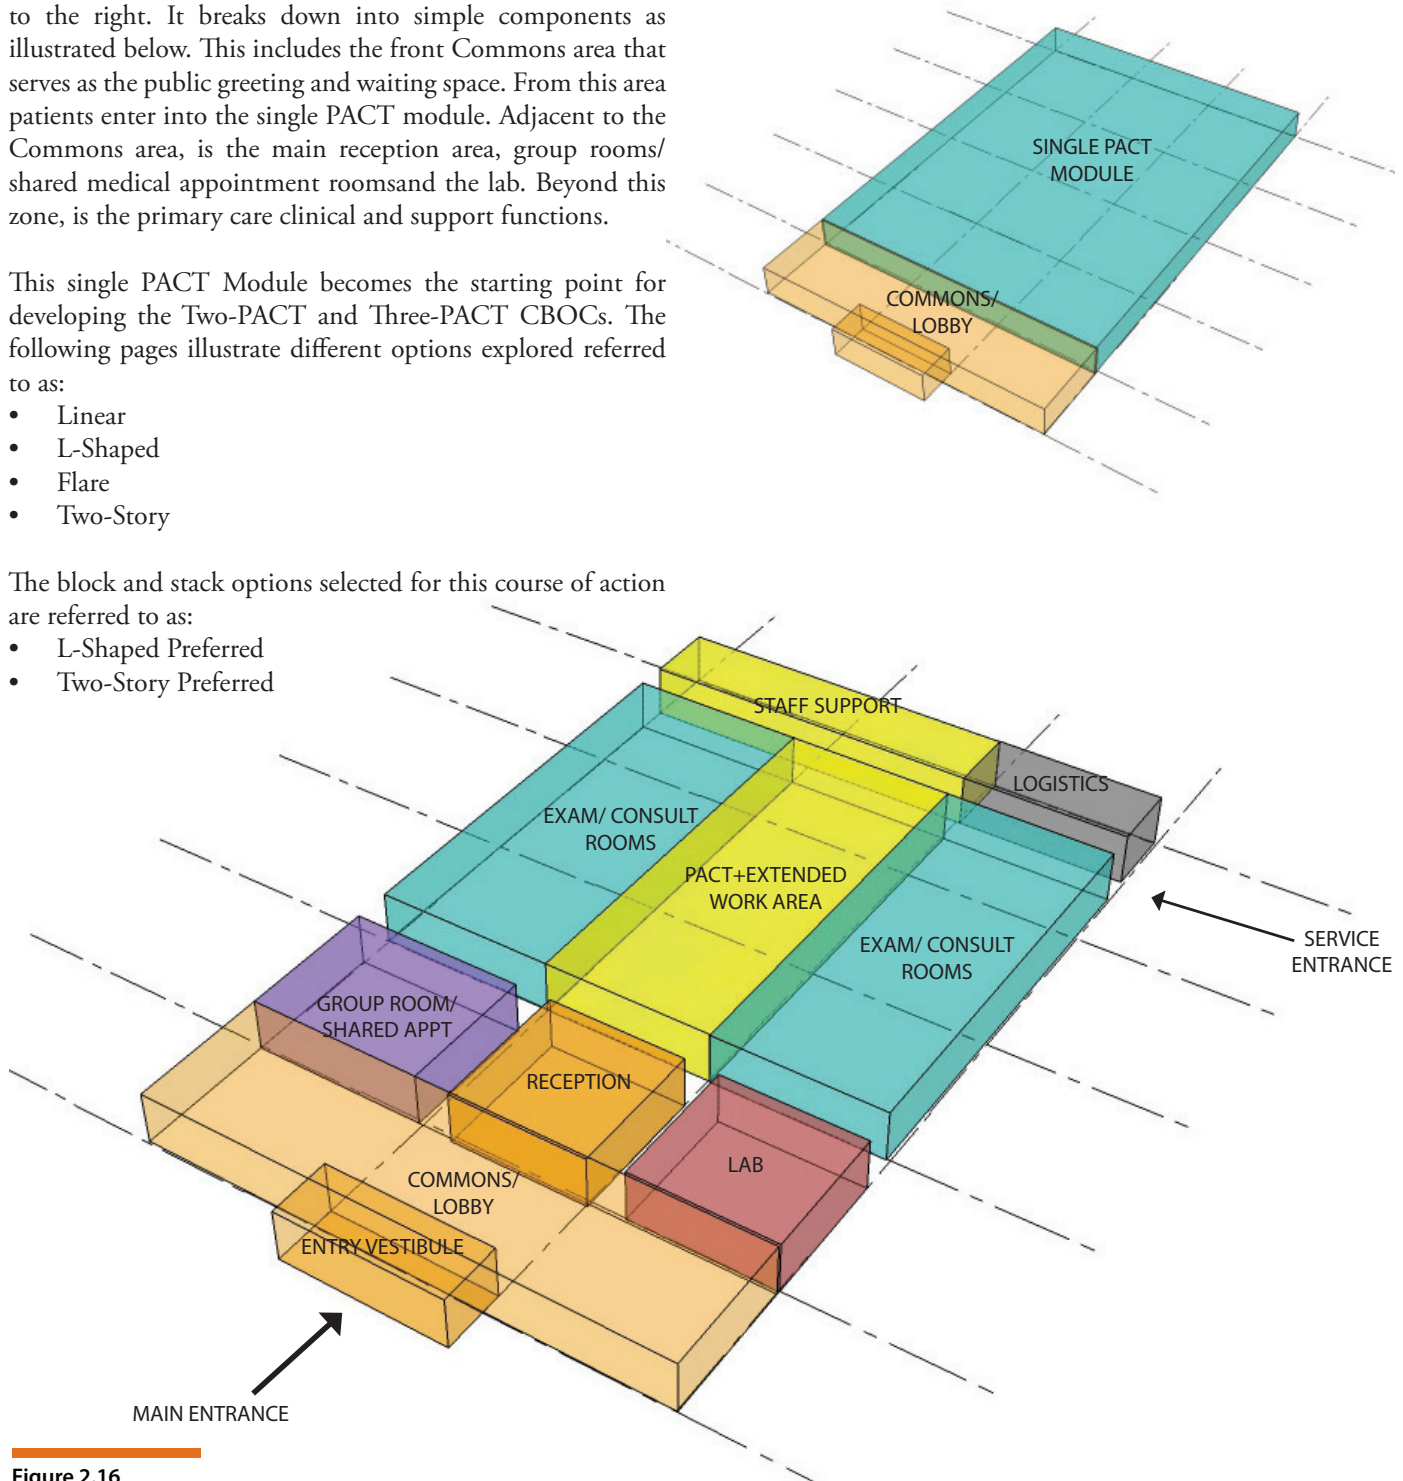 to the right. It breaks down into simple components as
illustrated below. This includes the front Commons area that
serves as the public greeting and waiting space. From this area
patients enter into the single PACT module. Adjacent to the
Commons area, is the main reception area, group rooms/
shared medical appointment roomsand the lab. Beyond this
zone, is the primary care clinical and support functions.
This single PACT Module becomes the starting point for
developing the Two-PACT and Three-PACT CBOCs. The
following pages illustrate different options explored referred
to as:
• Linear
• L-Shaped
• Flare
• Two-Story
The block and stack options selected for this course of action
are referred to as:
• L-Shaped Preferred
• Two-Story Preferred
SINGLE PACT
MODULE
COMMONS/
LOBBY
STAFF SUPPORT
LOGISTICS
EXAM/ CONSULT
ROOMS
PACT+EXTENDED
WORK AREA
EXAM/ CONSULT
ROOMS
SERVICE
ENTRANCE
GROUP ROOM/
SHARED APPT
RECEPTION
LAB
COMMONS/
LOBBY
ENTRY VESTIBULE
MAIN ENTRANCE
Figure 2.16